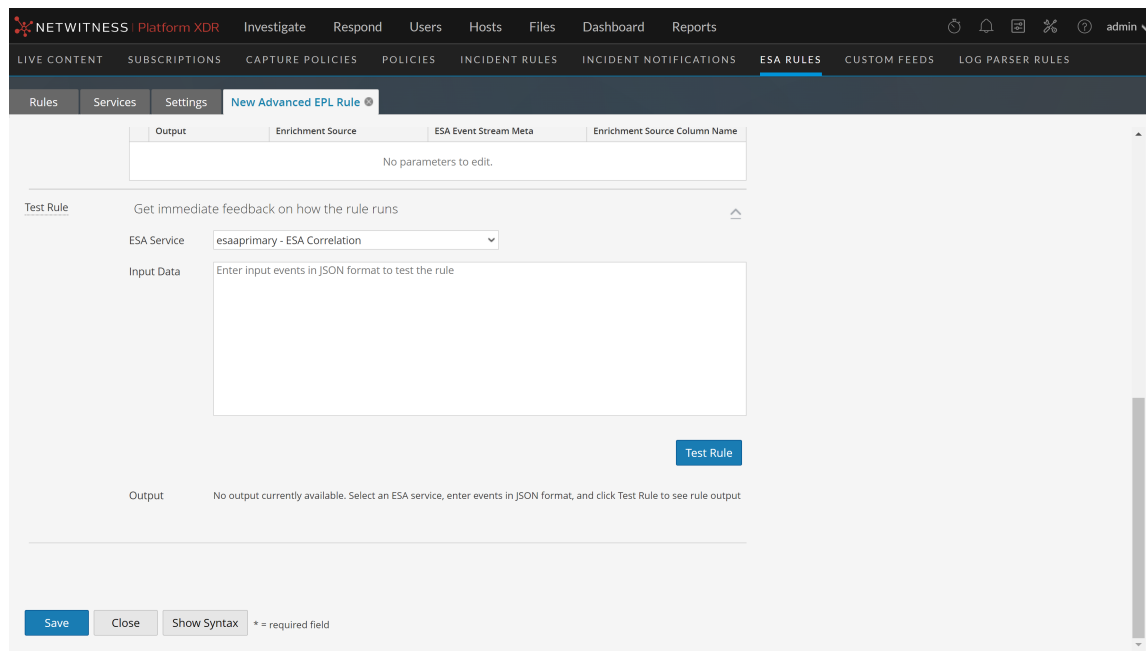 NETWITNESS | Platform XDR Investigate Respond Users Hosts Files Dashboard Reports admin
LIVE CONTENT SUBSCRIPTIONS CAPTURE POLICIES POLICIES INCIDENT RULES INCIDENT NOTIFICATIONS ESA RULES CUSTOM FEEDS LOG PARSER RULES
Rules Services Settings New Advanced EPL Rule
Output Enrichment Source ESA Event Stream Meta Enrichment Source Column Name
No parameters to edit.
Test Rule Get immediate feedback on how the rule runs
ESA Service esaaprimary - ESA Correlation
Input Data Enter input events in JSON format to test the rule
Test Rule
Output No output currently available. Select an ESA service, enter events in JSON format, and click Test Rule to see rule output
Save Close Show Syntax * = required field